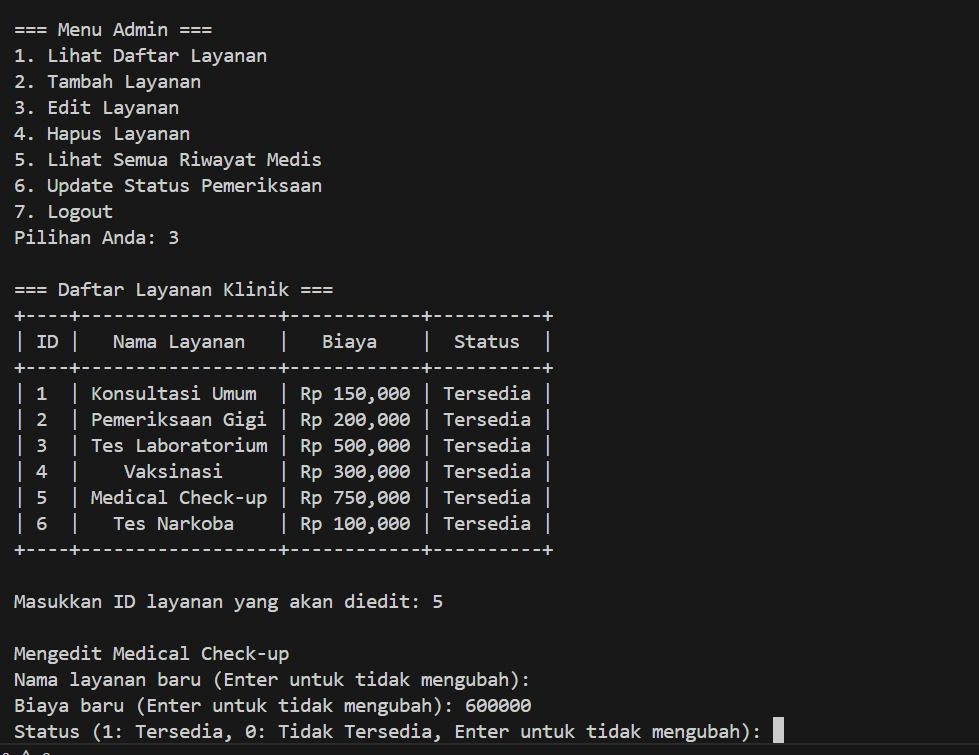 === Menu Admin ===
1. Lihat Daftar Layanan
2. Tambah Layanan
3. Edit Layanan
4. Hapus Layanan
5. Lihat Semua Riwayat Medis
6. Update Status Pemeriksaan
7. Logout
Pilihan Anda: 3
=== Daftar Layanan Klinik ===
+----+------------------+------------+----------+
| ID |   Nama Layanan   |   Biaya    |  Status  |
+----+------------------+------------+----------+
| 1  | Konsultasi Umum  | Rp 150,000 | Tersedia |
| 2  | Pemeriksaan Gigi | Rp 200,000 | Tersedia |
| 3  | Tes Laboratorium | Rp 500,000 | Tersedia |
| 4  |    Vaksinasi     | Rp 300,000 | Tersedia |
| 5  | Medical Check-up | Rp 750,000 | Tersedia |
| 6  |   Tes Narkoba    | Rp 100,000 | Tersedia |
+----+------------------+------------+----------+
Masukkan ID layanan yang akan diedit: 5
Mengedit Medical Check-up
Nama layanan baru (Enter untuk tidak mengubah):
Biaya baru (Enter untuk tidak mengubah): 600000
Status (1: Tersedia, 0: Tidak Tersedia, Enter untuk tidak mengubah):